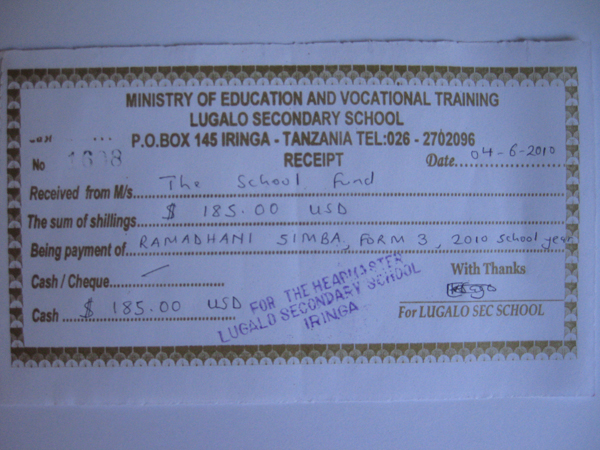 MINISTRY OF EDUCATION AND VOCATIONAL TRAINING
LUGALO SECONDARY SCHOOL
P.O.BOX 145 IRINGA - TANZANIA TEL:026 - 2702096
No RECEIPT Date 04-6-2010
Received from M/s The School Fund
The sum of shillings $ 185.00 USD
Being payment of RAMADHANI SIMBA, FORM 3, 2010 School year
Cash / Cheque — With Thanks
Cash $ 185.00 USD For LUGALO SEC SCHOOL
FOR THE HEADMASTER
LUGALO SECONDARY SCHOOL
IRINGA